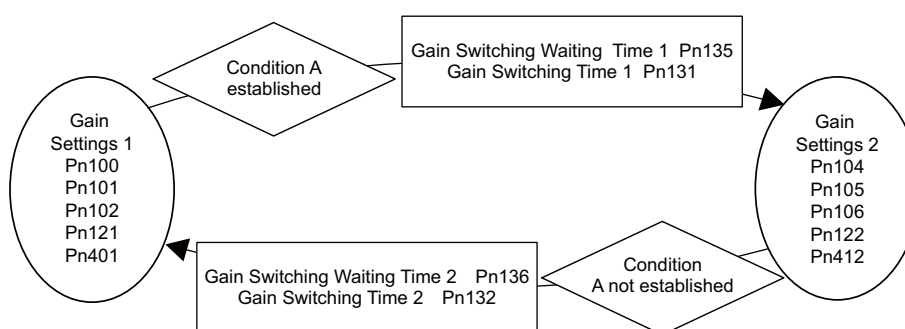 Gain Switching Waiting Time 1 Pn135
Gain Switching Time 1 Pn131
Condition A
established
Gain
Settings 1
Pn100
Pn101
Pn102
Pn121
Pn401
Gain
Settings 2
Pn104
Pn105
Pn106
Pn122
Pn412
Gain Switching Waiting Time 2 Pn136
Gain Switching Time 2 Pn132
Condition
A not established